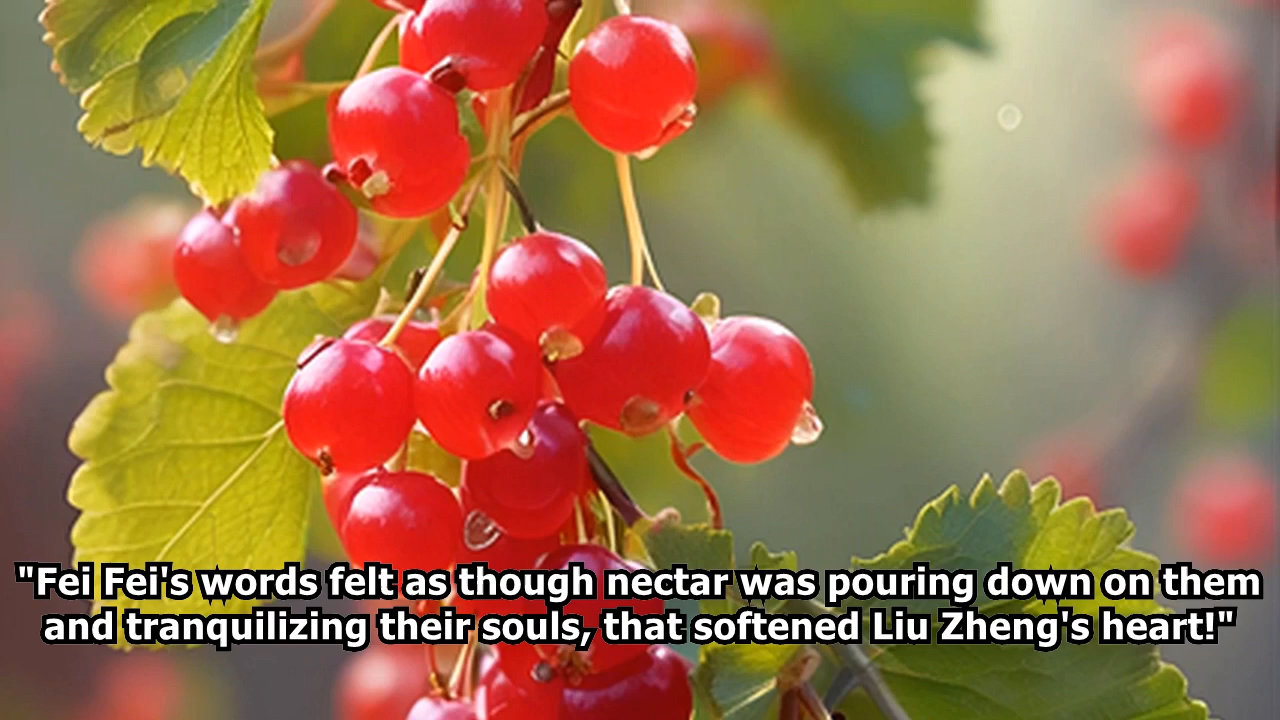 "Fei Fei's words felt as though nectar was pouring down on them
and tranquilizing their souls, that softened Liu Zheng's heart!"